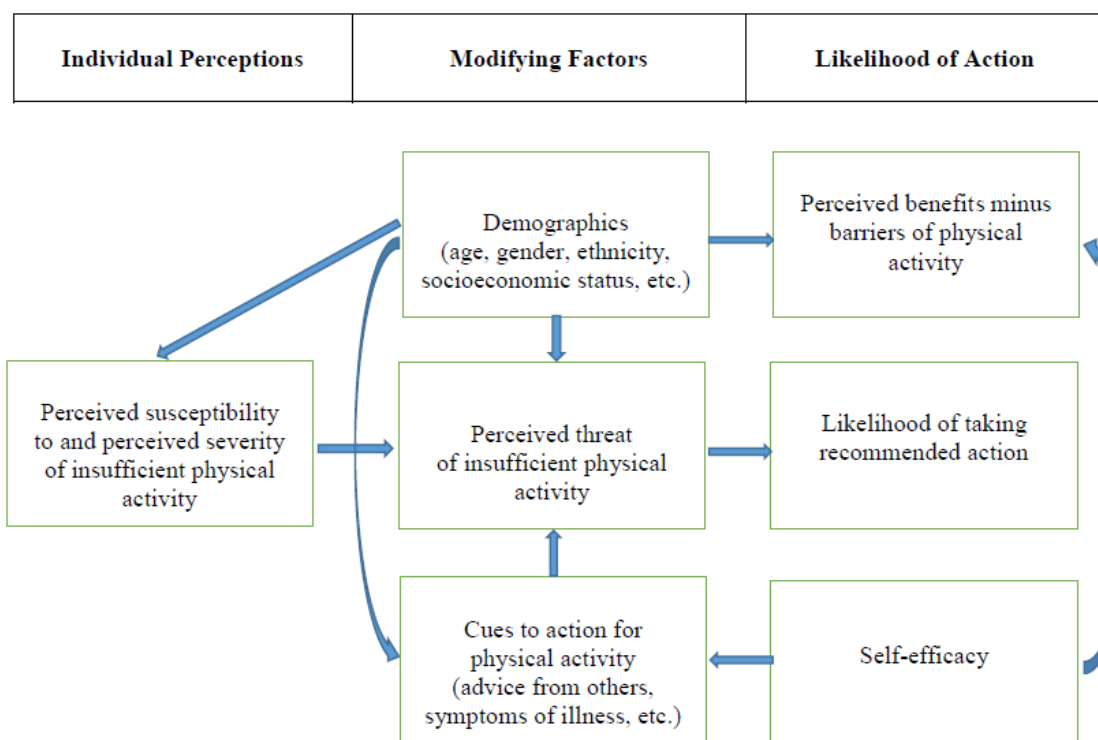 Individual Perceptions
Modifying Factors
Likelihood of Action
Demographics
(age, gender, ethnicity,
socioeconomic status, etc.)
Perceived benefits minus
barriers of physical
activity
Perceived susceptibility
to and perceived severity
of insufficient physical
activity
Perceived threat
of insufficient physical
activity
Likelihood of taking
recommended action
Cues to action for
physical activity
(advice from others,
symptoms of illness, etc.)
Self-efficacy